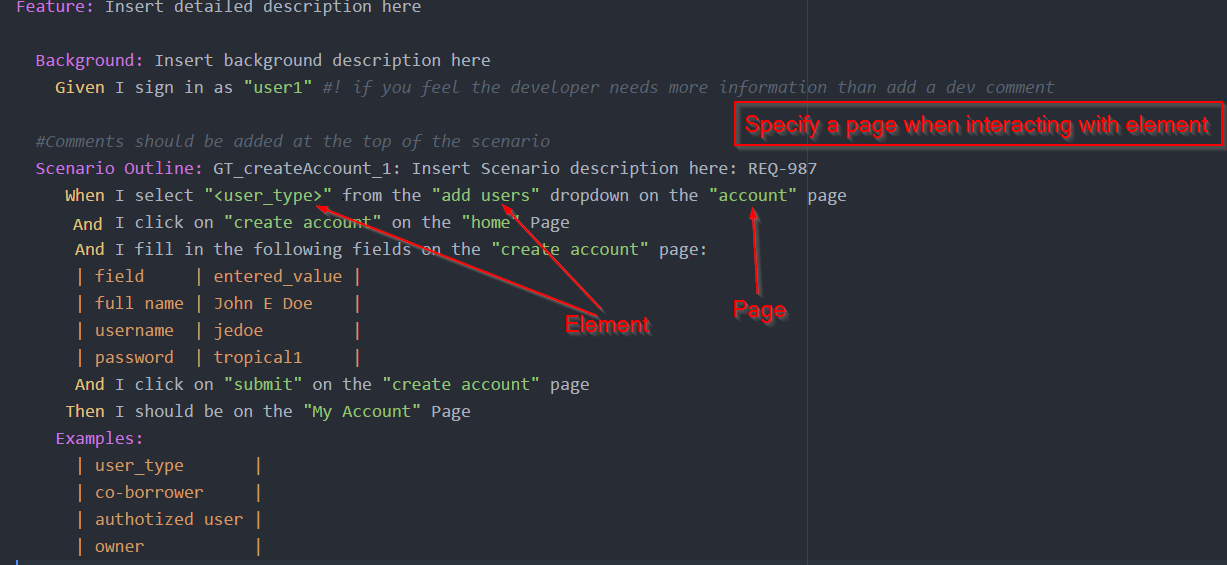 Feature: Insert detailed description here
Background: Insert background description here
Given I sign in as "user1" #! if you feel the developer needs more information than add a dev comment
Specify a page when interacting with element
#Comments should be added at the top of the scenario
Scenario Outline: GT_createAccount_1: Insert Scenario description here: REQ-987
When I select "<user_type>" from the "add users" dropdown on the "account" page
And I click on "create account" on the "home" Page
And I fill in the following fields on the "create account" page:
| field | entered_value |
| full name | John E Doe |
Page
Element
| username | jedoe |
| password | tropical1 |
And I click on "submit" on the "create account" page
Then I should be on the "My Account" Page
Examples:
| user_type |
| co-borrower |
| authotized user |
| owner |